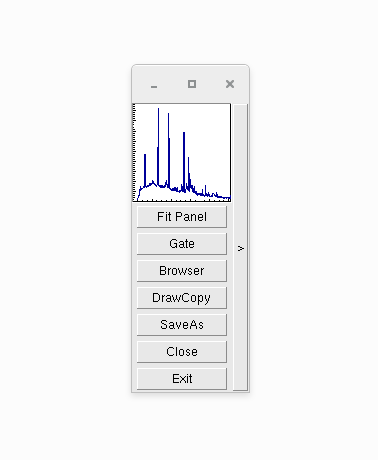 Fit Panel
Gate
>
Browser
DrawCopy
SaveAs
Close
Exit